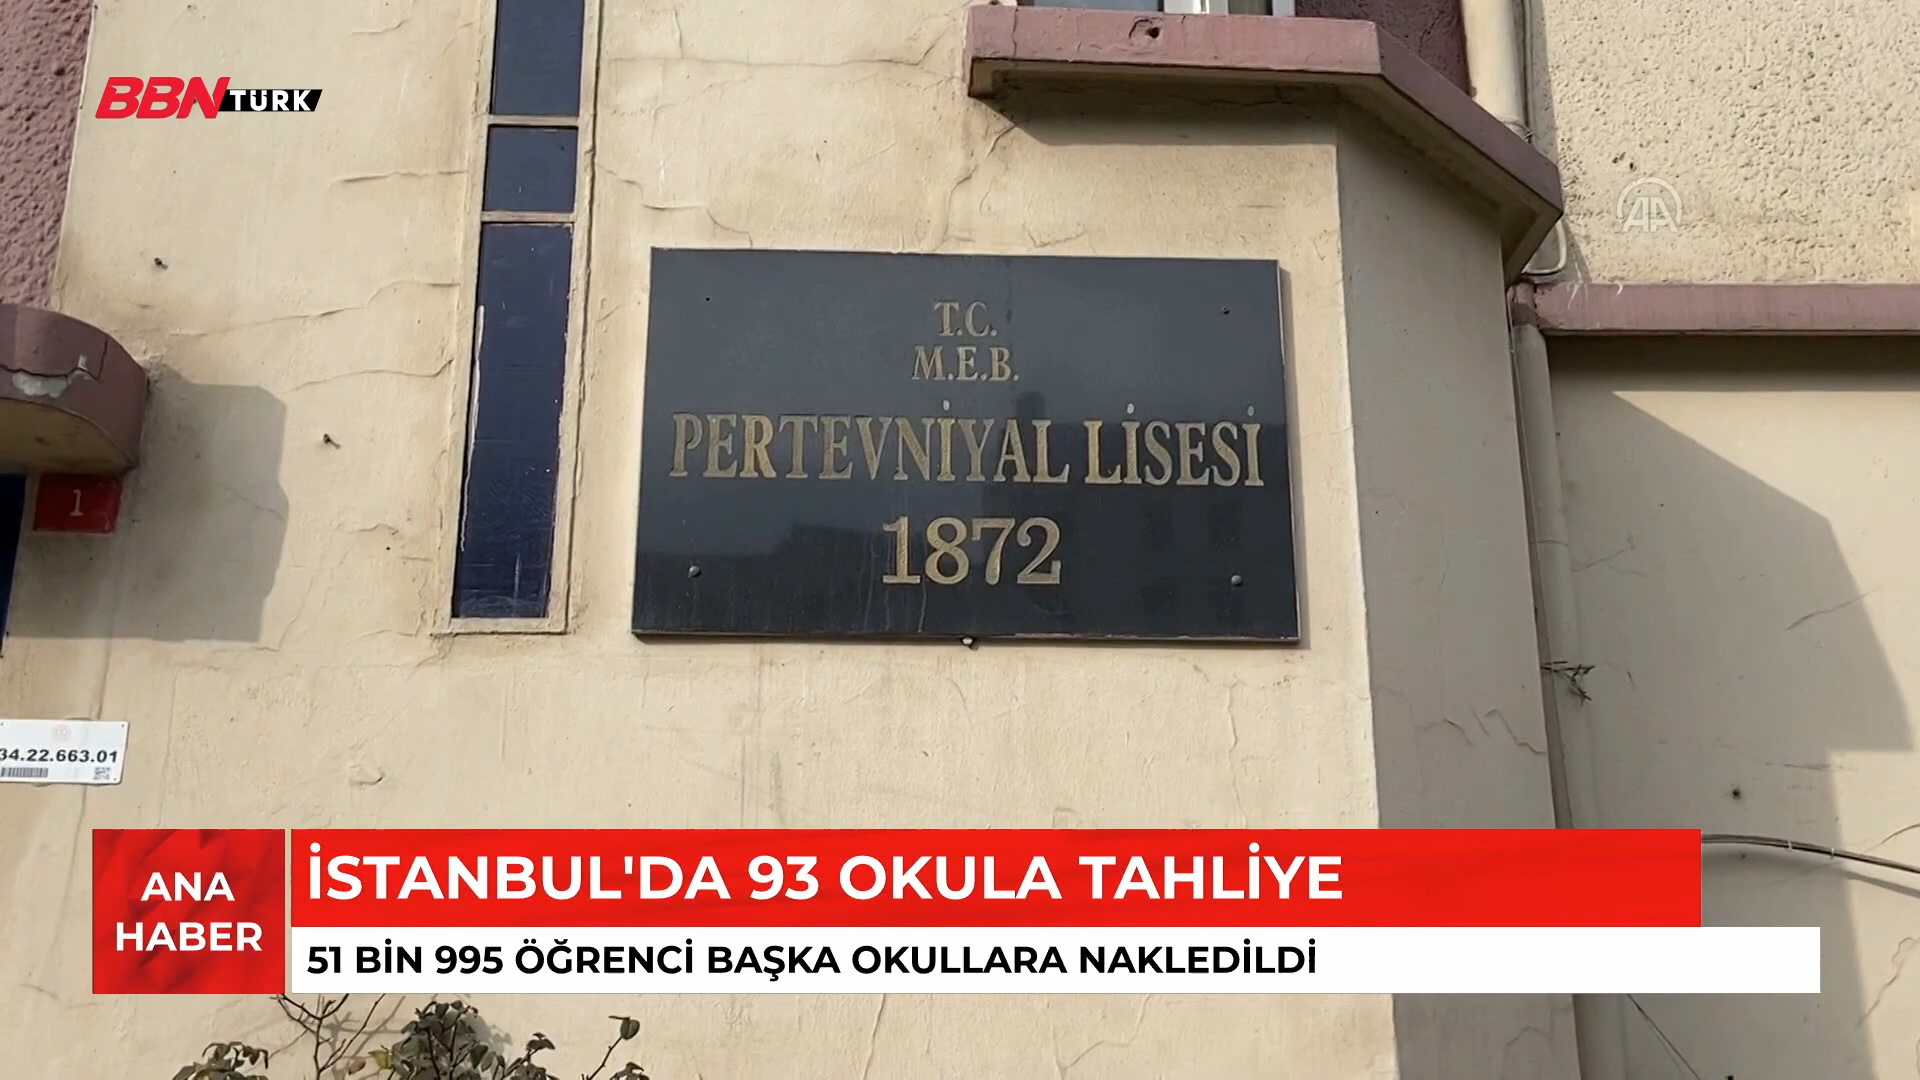 BBN TÜRK
AA
T.C.
M.E.B.
PERTEVNİYAL LİSESİ
1872
1
34.22.663.01
ANA
HABER
İSTANBUL'DA 93 OKULA TAHLİYE
51 BİN 995 ÖĞRENCİ BAŞKA OKULLARA NAKLEDİLDİ